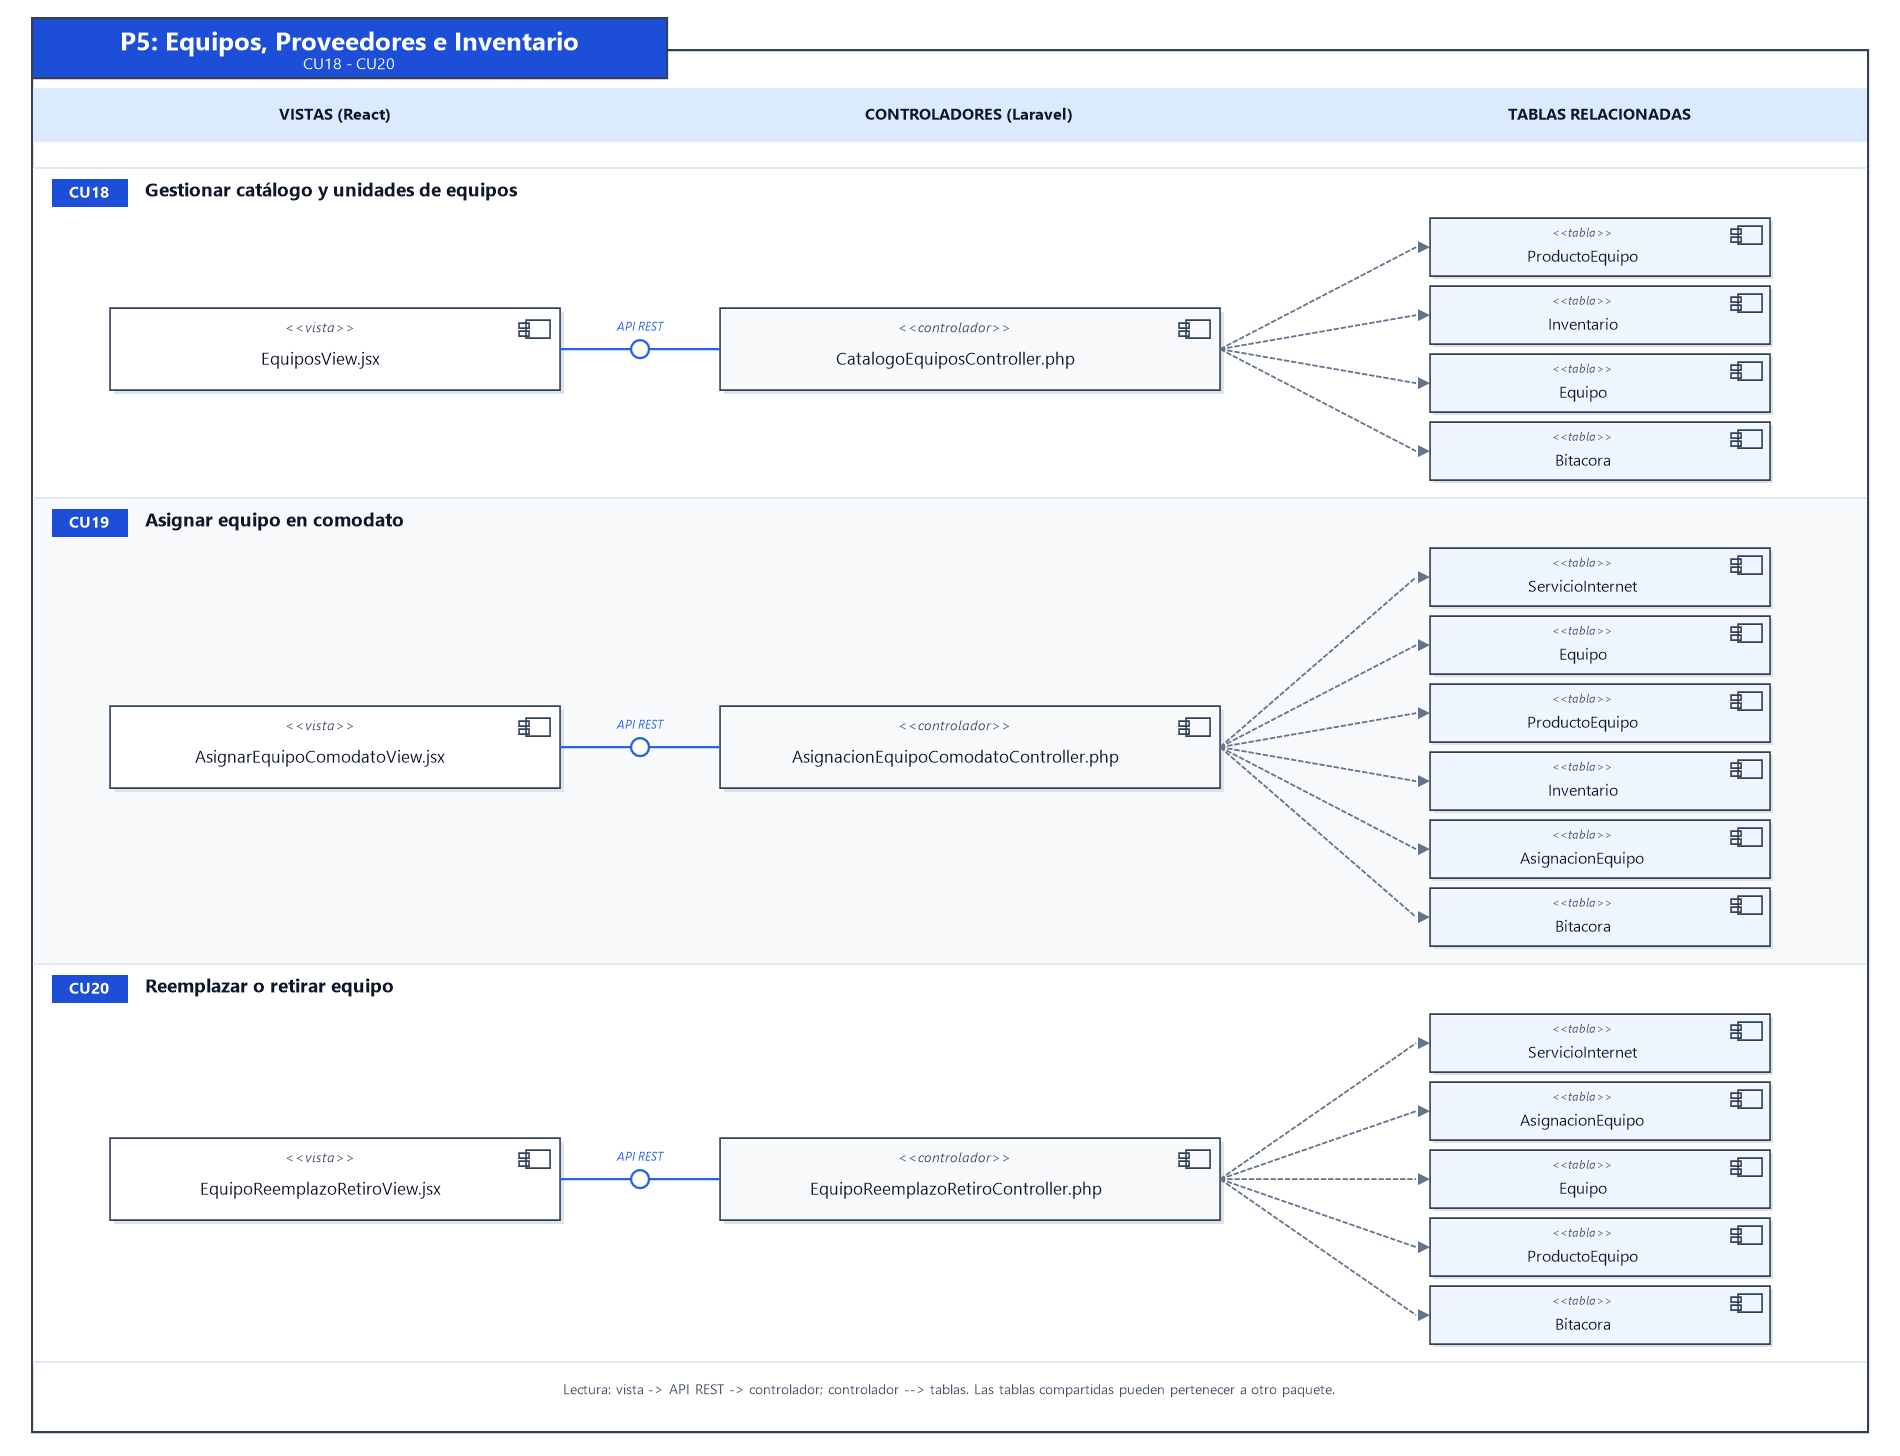 P5: Equipos, Proveedores e Inventario
CU18 - CU20
VISTAS (React)
CONTROLADORES (Laravel)
TABLAS RELACIONADAS
CU18
Gestionar catálogo y unidades de equipos
<<vista>>
EquiposView.jsx
API REST
<<controlador>>
CatalogoEquiposController.php
<<tabla>>
ProductoEquipo
<<tabla>>
Inventario
<<tabla>>
Equipo
<<tabla>>
Bitacora
CU19
Asignar equipo en comodato
<<vista>>
AsignarEquipoComodatoView.jsx
API REST
<<controlador>>
AsignacionEquipoComodatoController.php
<<tabla>>
ServicioInternet
<<tabla>>
Equipo
<<tabla>>
ProductoEquipo
<<tabla>>
Inventario
<<tabla>>
AsignacionEquipo
<<tabla>>
Bitacora
CU20
Reemplazar o retirar equipo
<<vista>>
EquipoReemplazoRetiroView.jsx
API REST
<<controlador>>
EquipoReemplazoRetiroController.php
<<tabla>>
ServicioInternet
<<tabla>>
AsignacionEquipo
<<tabla>>
Equipo
<<tabla>>
ProductoEquipo
<<tabla>>
Bitacora
Lectura: vista -> API REST -> controlador; controlador --> tablas. Las tablas compartidas pueden pertenecer a otro paquete.